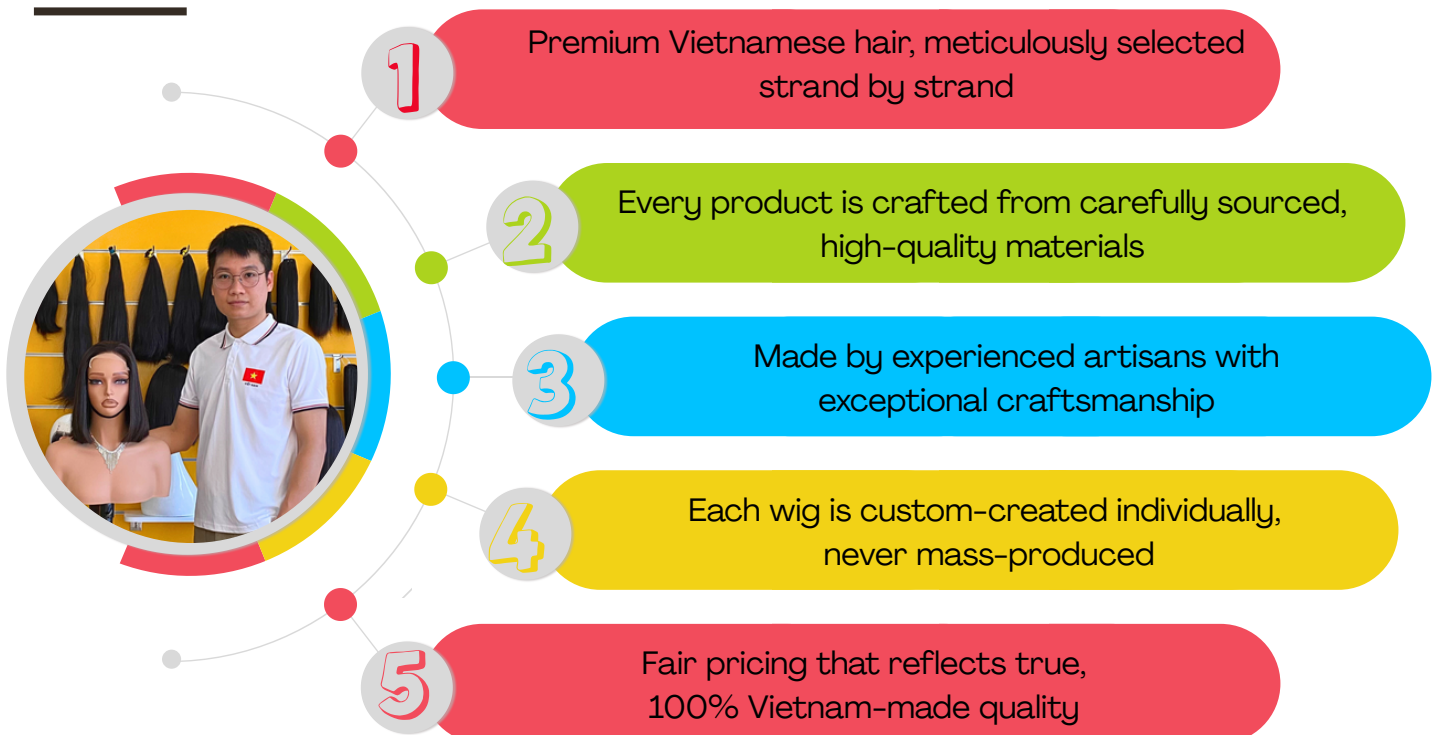 1
Premium Vietnamese hair, meticulously selected
strand by strand
2
Every product is crafted from carefully sourced,
high-quality materials
3
Made by experienced artisans with
exceptional craftsmanship
4
Each wig is custom-created individually,
never mass-produced
5
Fair pricing that reflects true,
100% Vietnam-made quality